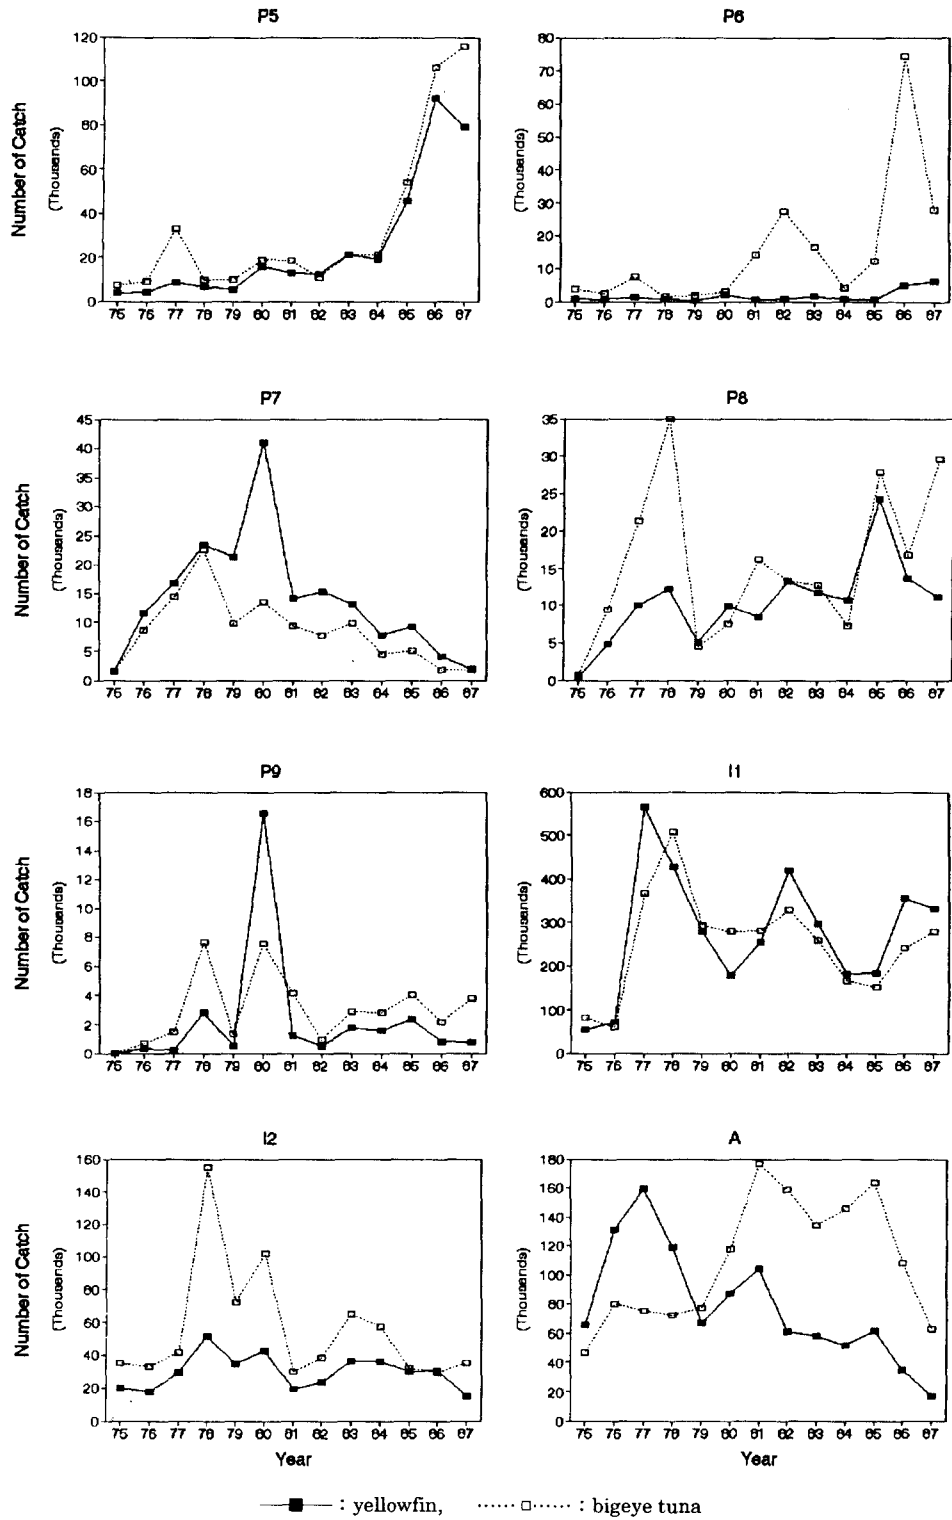 P5
120
100
80
60
40
20
0
75 76 77 78 79 80 81 82 83 84 85 86 87
Number of Catch
(Thousands)
P6
80
70
60
50
40
30
20
10
0
75 76 77 78 79 80 81 82 83 84 85 86 87
(Thousands)
P7
45
40
35
30
25
20
15
10
5
0
75 76 77 78 79 80 81 82 83 84 85 86 87
Number of Catch
(Thousands)
P8
35
30
25
20
15
10
5
0
75 76 77 78 79 80 81 82 83 84 85 86 87
(Thousands)
P9
18
16
14
12
10
8
6
4
2
0
75 76 77 78 79 80 81 82 83 84 85 86 87
Number of Catch
(Thousands)
I1
600
500
400
300
200
100
0
75 76 77 78 79 80 81 82 83 84 85 86 87
(Thousands)
I2
160
140
120
100
80
60
40
20
0
75 76 77 78 79 80 81 82 83 84 85 86 87
Number of Catch
(Thousands)
Year
A
180
160
140
120
100
80
60
40
20
0
75 76 77 78 79 80 81 82 83 84 85 86 87
(Thousands)
Year
: yellowfin, : bigeye tuna